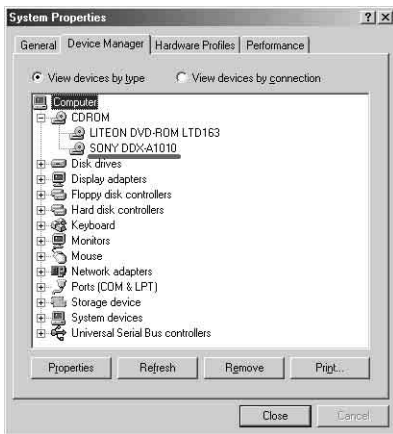 System Properties
General Device Manager Hardware Profiles Performance
View devices by type View devices by connection
Computer
CDROM
LITEON DVD-ROM LTD163
SONY DDX-A1010
Disk drives
Display adapters
Floppy disk controllers
Hard disk controllers
Keyboard
Monitors
Mouse
Network adapters
Ports (COM & LPT)
Storage device
System devices
Universal Serial Bus controllers
Properties Refresh Remove Print...
Close Cancel